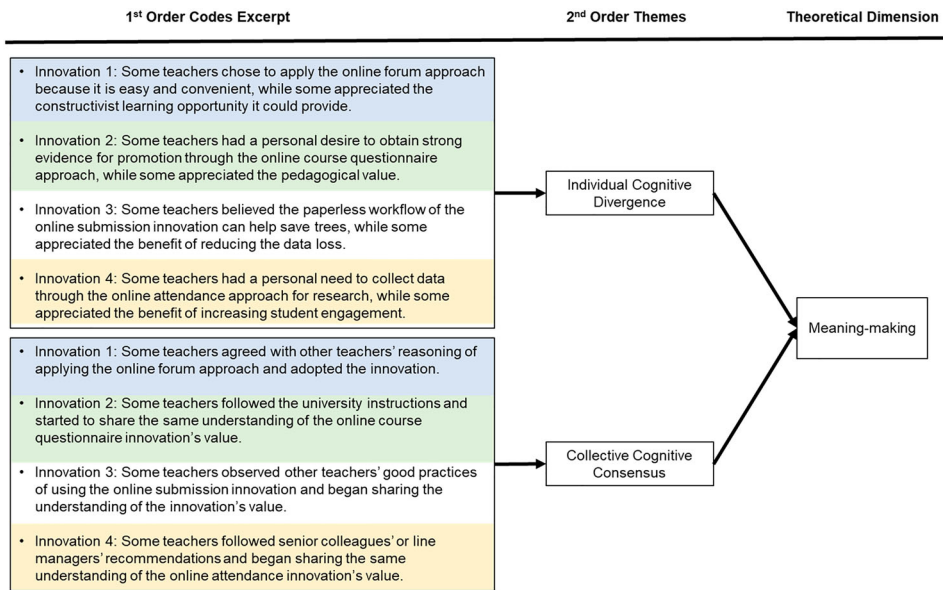 1st Order Codes Excerpt
2nd Order Themes
Theoretical Dimension
• Innovation 1: Some teachers chose to apply the online forum approach
because it is easy and convenient, while some appreciated the
constructivist learning opportunity it could provide.
• Innovation 2: Some teachers had a personal desire to obtain strong
evidence for promotion through the online course questionnaire
approach, while some appreciated the pedagogical value.
• Innovation 3: Some teachers believed the paperless workflow of the
online submission innovation can help save trees, while some
appreciated the benefit of reducing the data loss.
• Innovation 4: Some teachers had a personal need to collect data
through the online attendance approach for research, while some
appreciated the benefit of increasing student engagement.
Individual Cognitive
Divergence
• Innovation 1: Some teachers agreed with other teachers' reasoning of
applying the online forum approach and adopted the innovation.
• Innovation 2: Some teachers followed the university instructions and
started to share the same understanding of the online course
questionnaire innovation's value.
• Innovation 3: Some teachers observed other teachers' good practices
of using the online submission innovation and began sharing the
understanding of the innovation's value.
• Innovation 4: Some teachers followed senior colleagues' or line
managers' recommendations and began sharing the same
understanding of the online attendance innovation's value.
Collective Cognitive
Consensus
Meaning-making